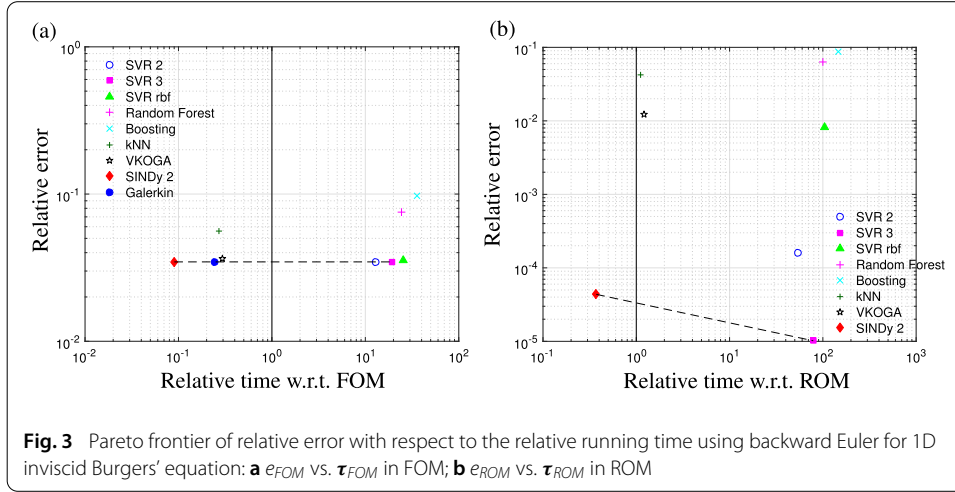 (a)
10^0
10^-1
10^-2
Relative error
SVR 2
SVR 3
SVR rbf
Random Forest
Boosting
kNN
VKOGA
SINDy 2
Galerkin
10^-2 10^-1 10^0 10^1 10^2
Relative time w.r.t. FOM
(b)
10^-1
10^-2
10^-3
10^-4
10^-5
Relative error
SVR 2
SVR 3
SVR rbf
Random Forest
Boosting
kNN
VKOGA
SINDy 2
10^-1 10^0 10^1 10^2 10^3
Relative time w.r.t. ROM
Fig. 3 Pareto frontier of relative error with respect to the relative running time using backward Euler for 1D
inviscid Burgers' equation: a e_FOM vs. τ_FOM in FOM; b e_ROM vs. τ_ROM in ROM